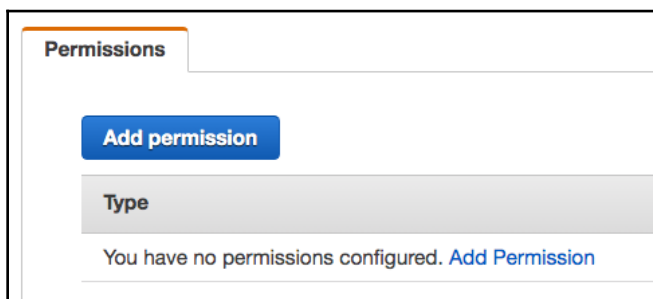 Permissions
Add permission
Type
You have no permissions configured. Add Permission